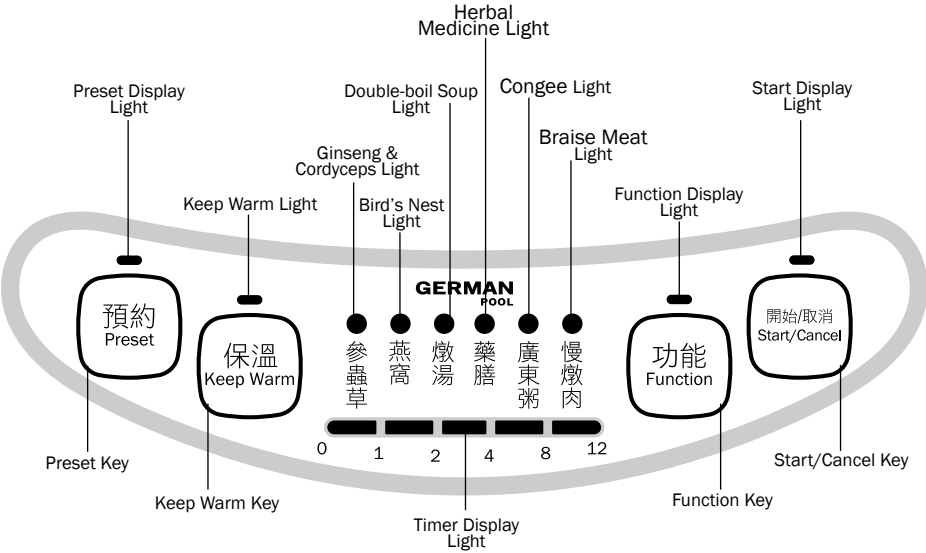 Herbal
Medicine Light
Preset Display
Light
Double-boil Soup
Light
Congee Light
Start Display
Light
Braise Meat
Light
Ginseng &
Cordyceps Light
Keep Warm Light
Bird's Nest
Light
Function Display
Light
GERMAN
POOL
預約
Preset
保溫
Keep Warm
參蟲草
燕窩
燉湯
藥膳
廣東粥
慢燉肉
功能
Function
開始/取消
Start/Cancel
0 1 2 4 8 12
Preset Key
Keep Warm Key
Timer Display
Light
Function Key
Start/Cancel Key